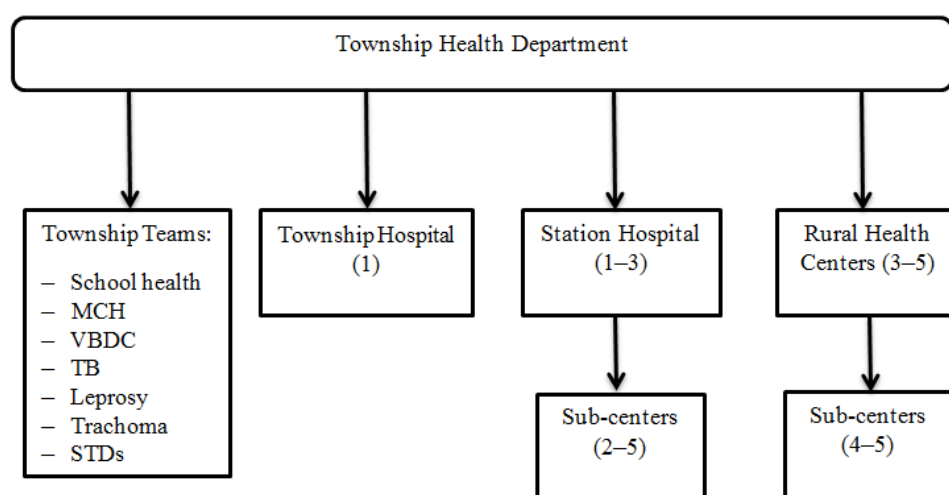 Township Health Department
Township Teams:
– School health
– MCH
– VBDC
– TB
– Leprosy
– Trachoma
– STDs
Township Hospital
(1)
Station Hospital
(1–3)
Rural Health
Centers (3–5)
Sub-centers
(2–5)
Sub-centers
(4–5)